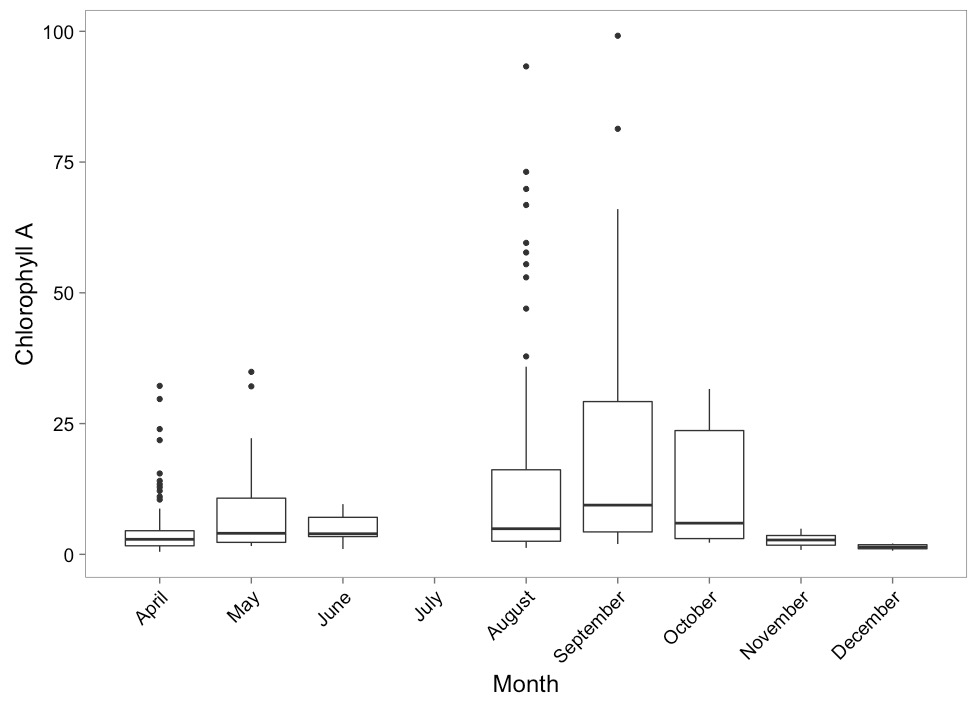 100
75
50
25
0
Chlorophyll A
April
May
June
July
August
September
October
November
December
Month